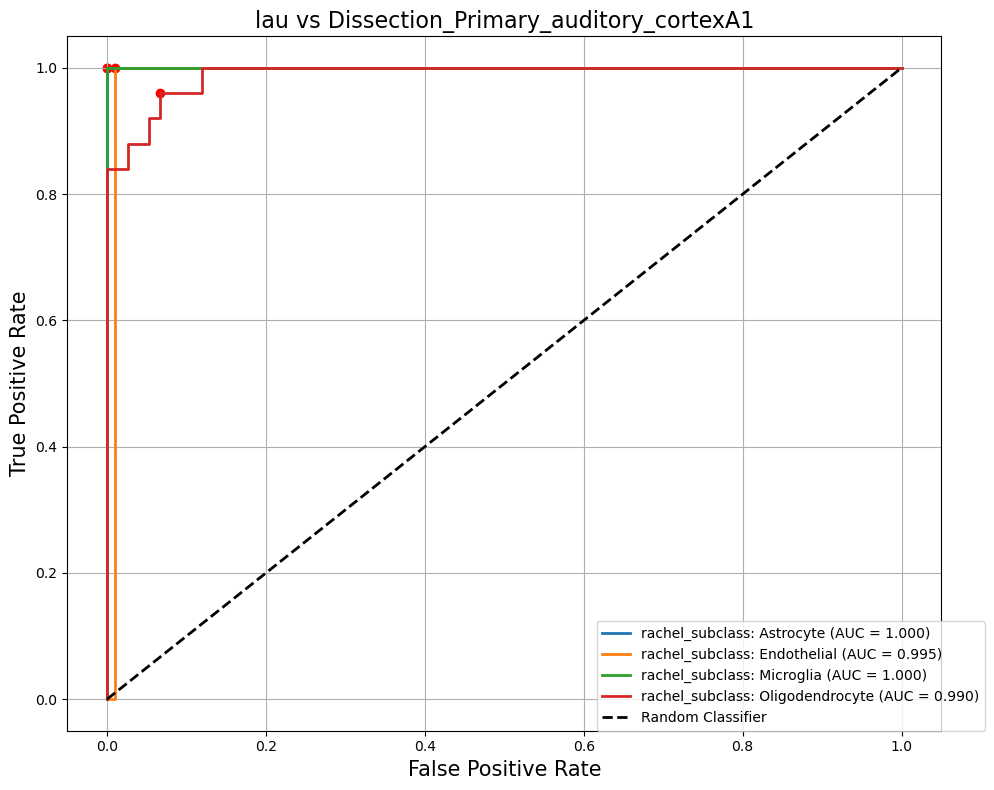 lau vs Dissection_Primary_auditory_cortexA1
True Positive Rate
1.0
0.8
0.6
0.4
0.2
0.0
rachel_subclass: Astrocyte (AUC = 1.000)
rachel_subclass: Endothelial (AUC = 0.995)
rachel_subclass: Microglia (AUC = 1.000)
rachel_subclass: Oligodendrocyte (AUC = 0.990)
Random Classifier
0.0 0.2 0.4 0.6 0.8 1.0
False Positive Rate